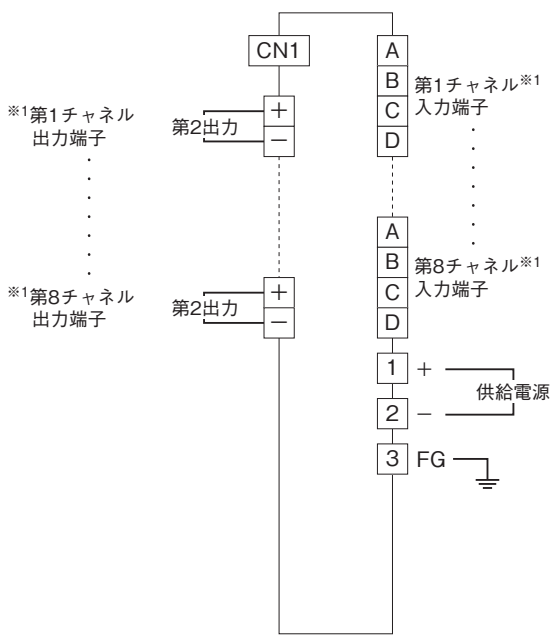 CN1
※1第1チャネル
出力端子
第2出力
+
−
A
B
C
D
第1チャネル※1
入力端子
※1第8チャネル
出力端子
第2出力
+
−
A
B
C
D
第8チャネル※1
入力端子
1 +
2 −
供給電源
3 FG